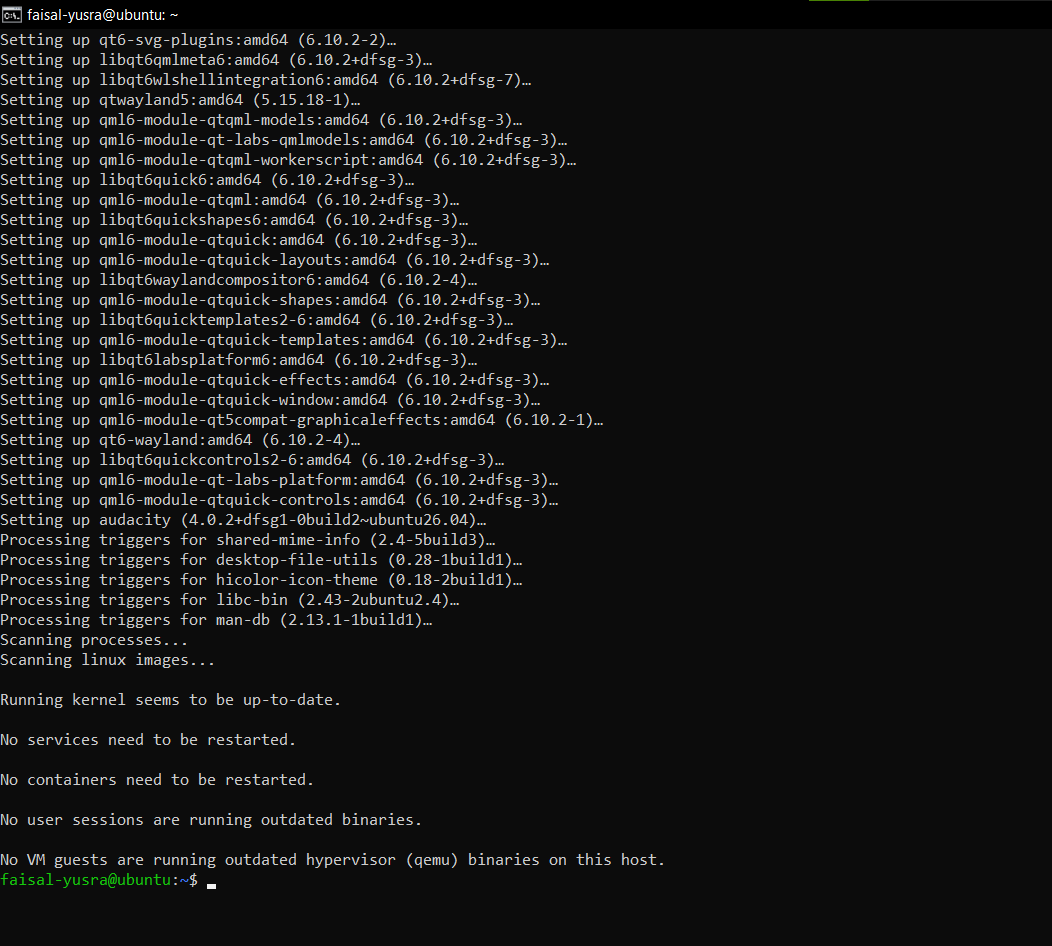 faisal-yusra@ubuntu: ~
Setting up qt6-svg-plugins:amd64 (6.10.2-2)…
Setting up libqt6qmlmeta6:amd64 (6.10.2+dfsg-3)…
Setting up libqt6wlshellintegration6:amd64 (6.10.2+dfsg-7)…
Setting up qtwayland5:amd64 (5.15.18-1)…
Setting up qml6-module-qtqml-models:amd64 (6.10.2+dfsg-3)…
Setting up qml6-module-qt-labs-qmlmodels:amd64 (6.10.2+dfsg-3)…
Setting up qml6-module-qtqml-workerscript:amd64 (6.10.2+dfsg-3)…
Setting up libqt6quick6:amd64 (6.10.2+dfsg-3)…
Setting up qml6-module-qtqml:amd64 (6.10.2+dfsg-3)…
Setting up libqt6quickshapes6:amd64 (6.10.2+dfsg-3)…
Setting up qml6-module-qtquick:amd64 (6.10.2+dfsg-3)…
Setting up qml6-module-qtquick-layouts:amd64 (6.10.2+dfsg-3)…
Setting up libqt6waylandcompositor6:amd64 (6.10.2-4)…
Setting up qml6-module-qtquick-shapes:amd64 (6.10.2+dfsg-3)…
Setting up libqt6quicktemplates2-6:amd64 (6.10.2+dfsg-3)…
Setting up qml6-module-qtquick-templates:amd64 (6.10.2+dfsg-3)…
Setting up libqt6labsplatform6:amd64 (6.10.2+dfsg-3)…
Setting up qml6-module-qtquick-effects:amd64 (6.10.2+dfsg-3)…
Setting up qml6-module-qtquick-window:amd64 (6.10.2+dfsg-3)…
Setting up qml6-module-qt5compat-graphicaleffects:amd64 (6.10.2-1)…
Setting up qt6-wayland:amd64 (6.10.2-4)…
Setting up libqt6quickcontrols2-6:amd64 (6.10.2+dfsg-3)…
Setting up qml6-module-qt-labs-platform:amd64 (6.10.2+dfsg-3)…
Setting up qml6-module-qtquick-controls:amd64 (6.10.2+dfsg-3)…
Setting up audacity (4.0.2+dfsg1-0build2~ubuntu26.04)…
Processing triggers for shared-mime-info (2.4-5build3)…
Processing triggers for desktop-file-utils (0.28-1build1)…
Processing triggers for hicolor-icon-theme (0.18-2build1)…
Processing triggers for libc-bin (2.43-2ubuntu2.4)…
Processing triggers for man-db (2.13.1-1build1)…
Scanning processes...
Scanning linux images...
Running kernel seems to be up-to-date.
No services need to be restarted.
No containers need to be restarted.
No user sessions are running outdated binaries.
No VM guests are running outdated hypervisor (qemu) binaries on this host.
faisal-yusra@ubuntu:~$